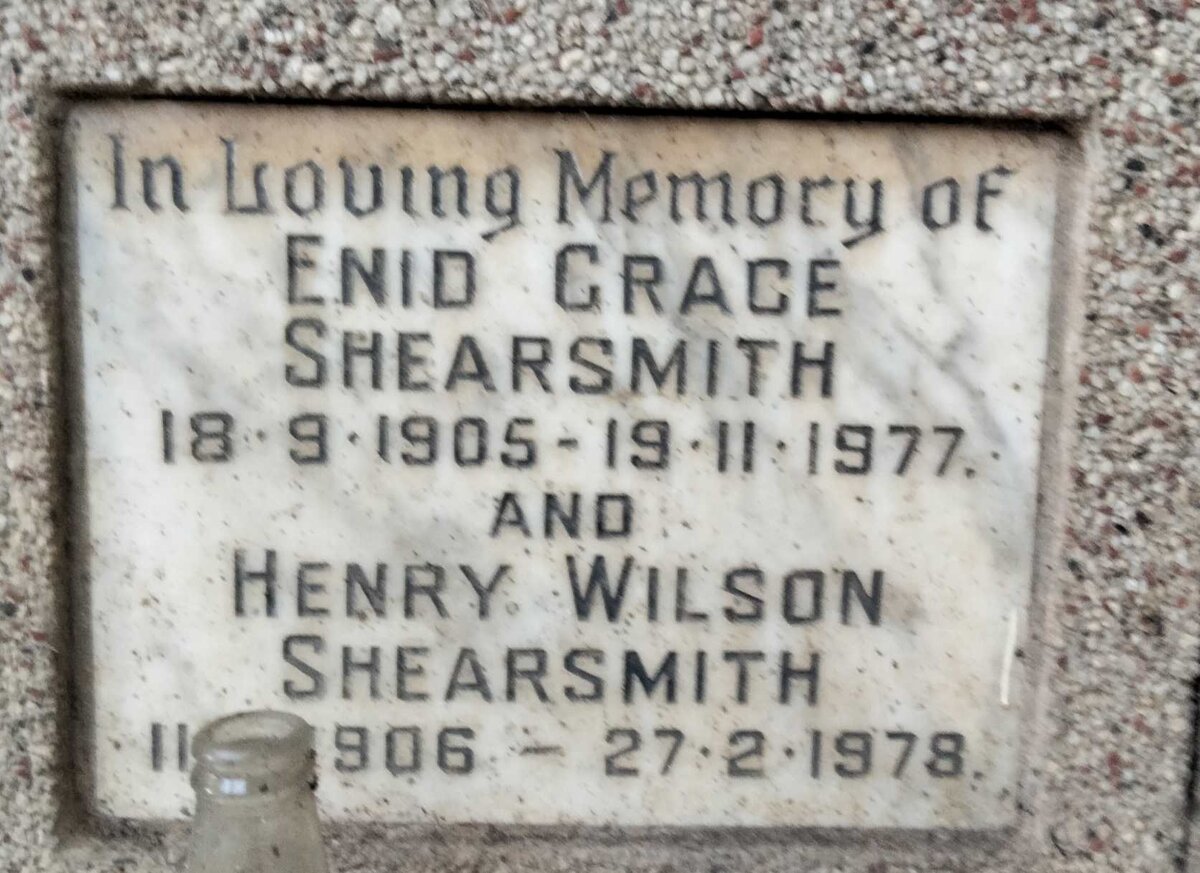 In Loving Memory of
ENID GRACE
SHEARSMITH
18·9·1905-19·11·1977.
AND
HENRY WILSON
SHEARSMITH
11 906 - 27·2·1978.